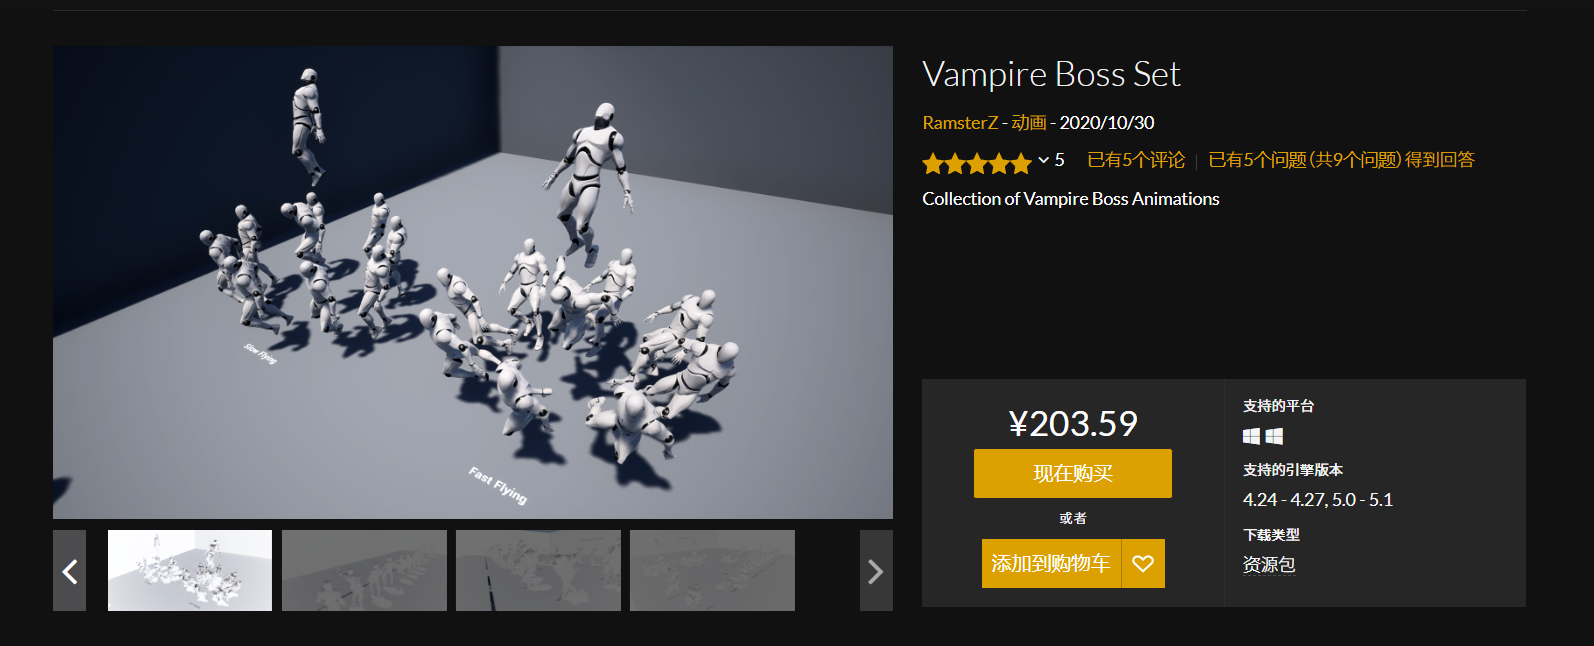 Vampire Boss Set
RamsterZ - 动画 - 2020/10/30
5 已有5个评论 | 已有5个问题 (共9个问题) 得到回答
Collection of Vampire Boss Animations
Slow Flying
Fast Flying
¥203.59
现在购买
或者
添加到购物车
支持的平台
支持的引擎版本
4.24 - 4.27, 5.0 - 5.1
下载类型
资源包